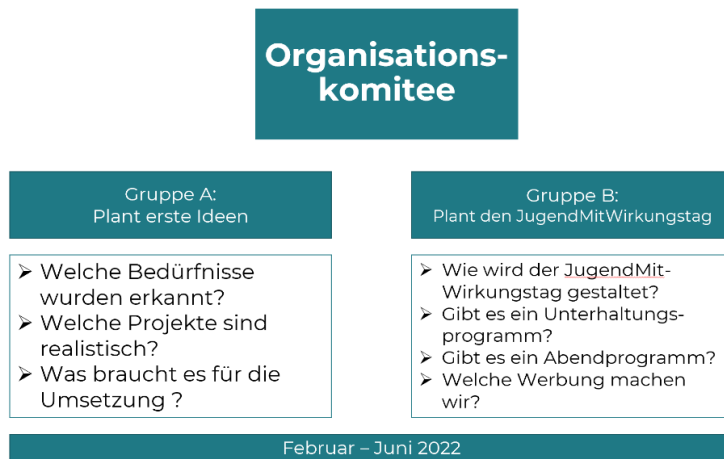 Organisations-
komitee
Gruppe A:
Plant erste Ideen
➢ Welche Bedürfnisse
wurden erkannt?
➢ Welche Projekte sind
realistisch?
➢ Was braucht es für die
Umsetzung ?
Gruppe B:
Plant den JugendMitWirkungstag
➢ Wie wird der JugendMit-
Wirkungstag gestaltet?
➢ Gibt es ein Unterhaltungs-
programm?
➢ Gibt es ein Abendprogramm?
➢ Welche Werbung machen
wir?
Februar – Juni 2022